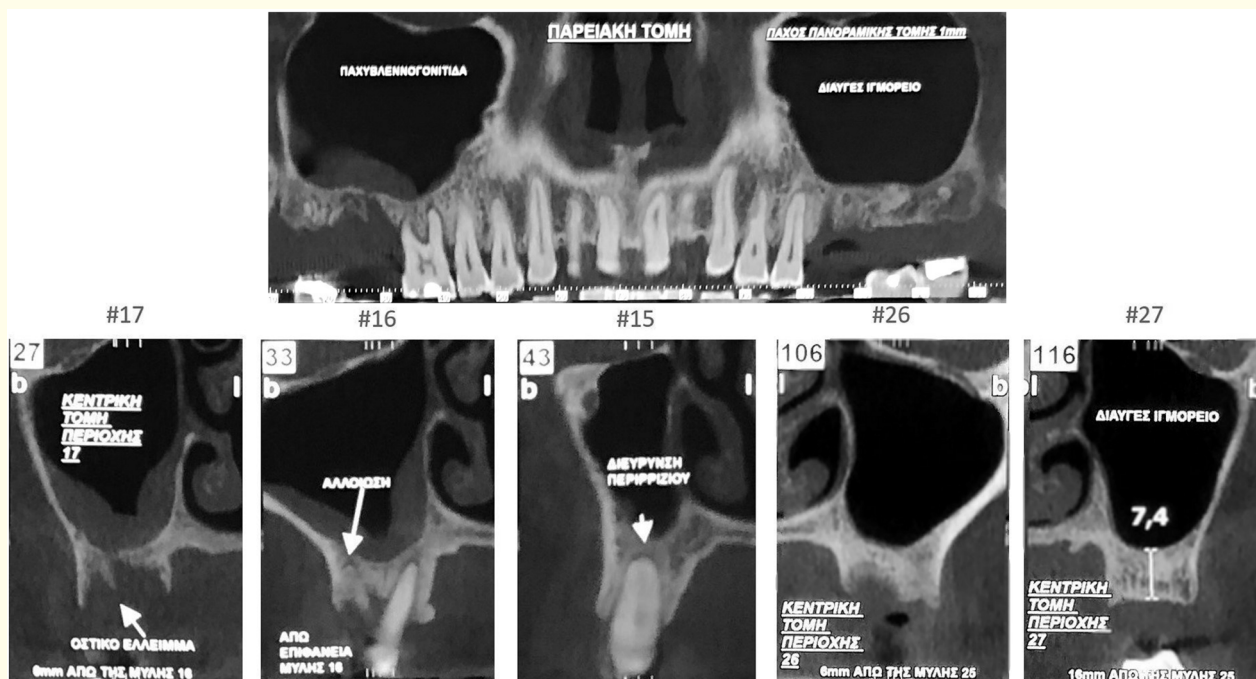 ΠΑΡΕΙΑΚΗ ΤΟΜΗ
ΠΑΧΟΣ ΠΑΝΟΡΑΜΙΚΗΣ ΤΟΜΗΣ 1mm
ΠΑΧΥΒΛΕΝΝΟΓΟΝΙΤΙΔΑ
ΔΙΑΥΓΕΣ ΙΓΜΟΡΕΙΟ
#17
#16
#15
#26
#27
27
b
l
ΚΕΝΤΡΙΚΗ
ΤΟΜΗ
ΠΕΡΙΟΧΗΣ
17
ΟΣΤΙΚΟ ΕΛΛΕΙΜΜΑ
6mm ΑΠΩ ΤΗΣ ΜΥΛΗΣ 16
33
b
l
ΑΛΛΟΙΩΣΗ
ΑΠΩ
ΕΠΙΦΑΝΕΙΑ
ΜΥΛΗΣ 16
43
b
l
ΔΙΕΥΡΥΝΣΗ
ΠΕΡΙΡΡΙΖΙΟΥ
106
l
b
ΚΕΝΤΡΙΚΗ
ΤΟΜΗ
ΠΕΡΙΟΧΗΣ
26
6mm ΑΠΩ ΤΗΣ ΜΥΛΗΣ 25
116
l
b
ΔΙΑΥΓΕΣ ΙΓΜΟΡΕΙΟ
7,4
ΚΕΝΤΡΙΚΗ
ΤΟΜΗ
ΠΕΡΙΟΧΗΣ
27
16mm ΑΠΩ ΤΗΣ ΜΥΛΗΣ 25